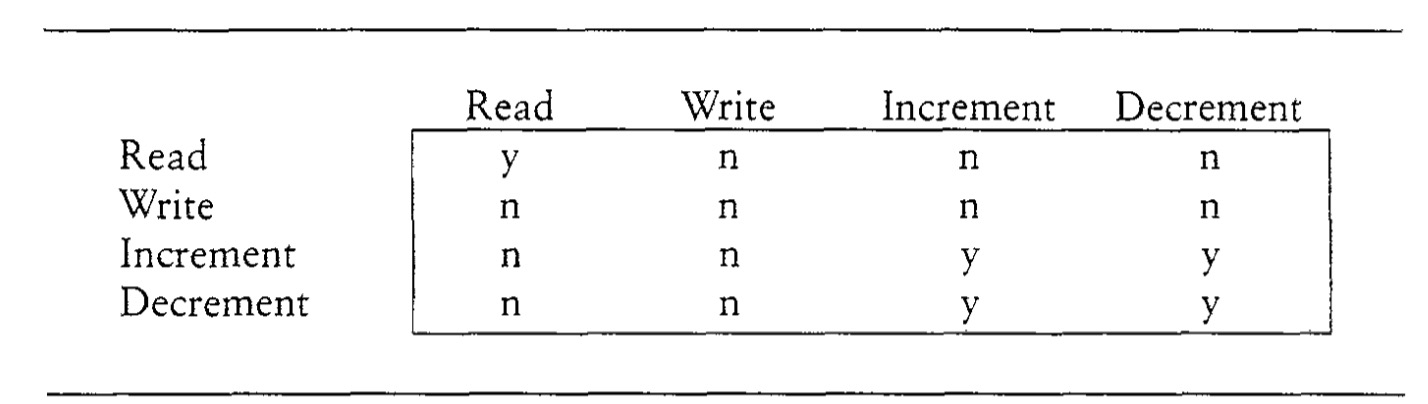 Read Write Increment Decrement
Read y n n n
Write n n n n
Increment n n y y
Decrement n n y y